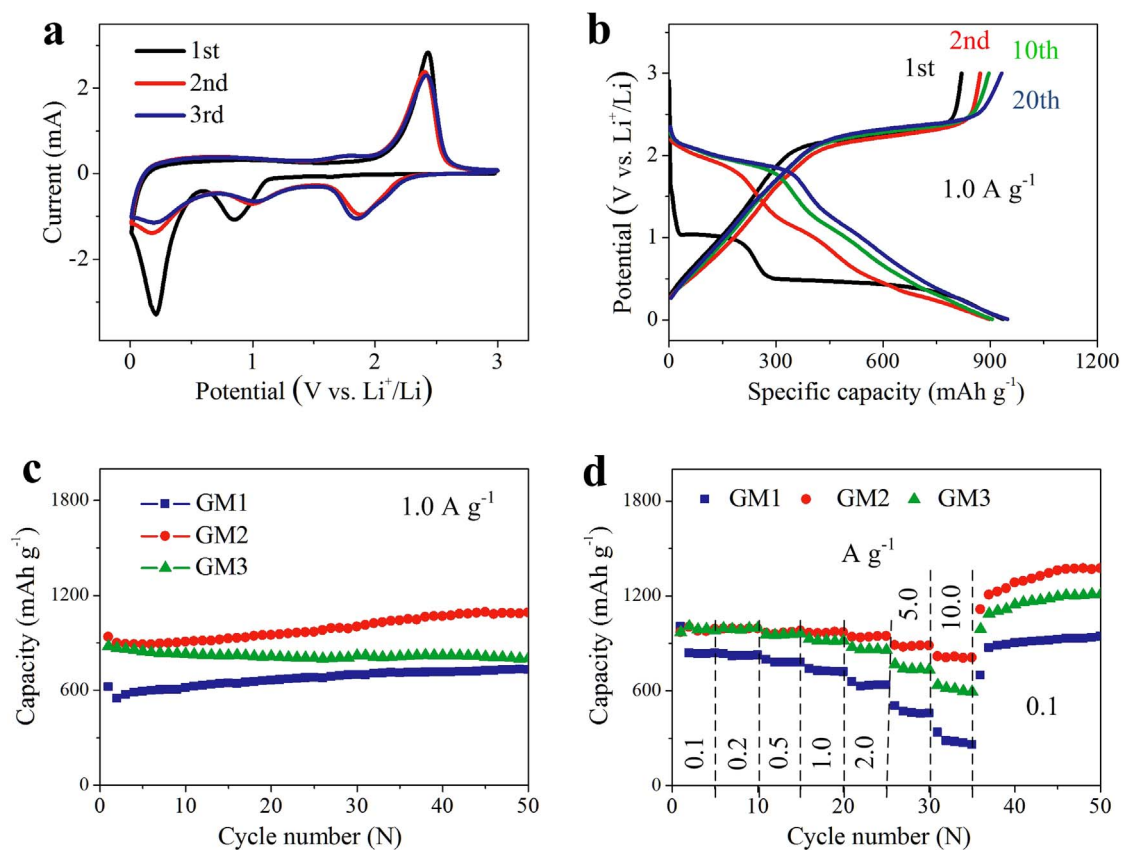 a
1st
2nd
3rd
2
0
-2
Current (mA)
0
1
2
3
Potential (V vs. Li⁺/Li)
b
1st
2nd
10th
20th
1.0 A g⁻¹
4
3
2
1
0
Potential (V vs. Li⁺/Li)
0
300
600
900
1200
Specific capacity (mAh g⁻¹)
c
GM1
GM2
GM3
1.0 A g⁻¹
1800
1200
600
0
Capacity (mAh g⁻¹)
0
10
20
30
40
50
Cycle number (N)
d
GM1 GM2 GM3
A g⁻¹
0.1
0.2
0.5
1.0
2.0
5.0
10.0
0.1
1800
1200
600
0
Capacity (mAh g⁻¹)
0
10
20
30
40
50
Cycle number (N)